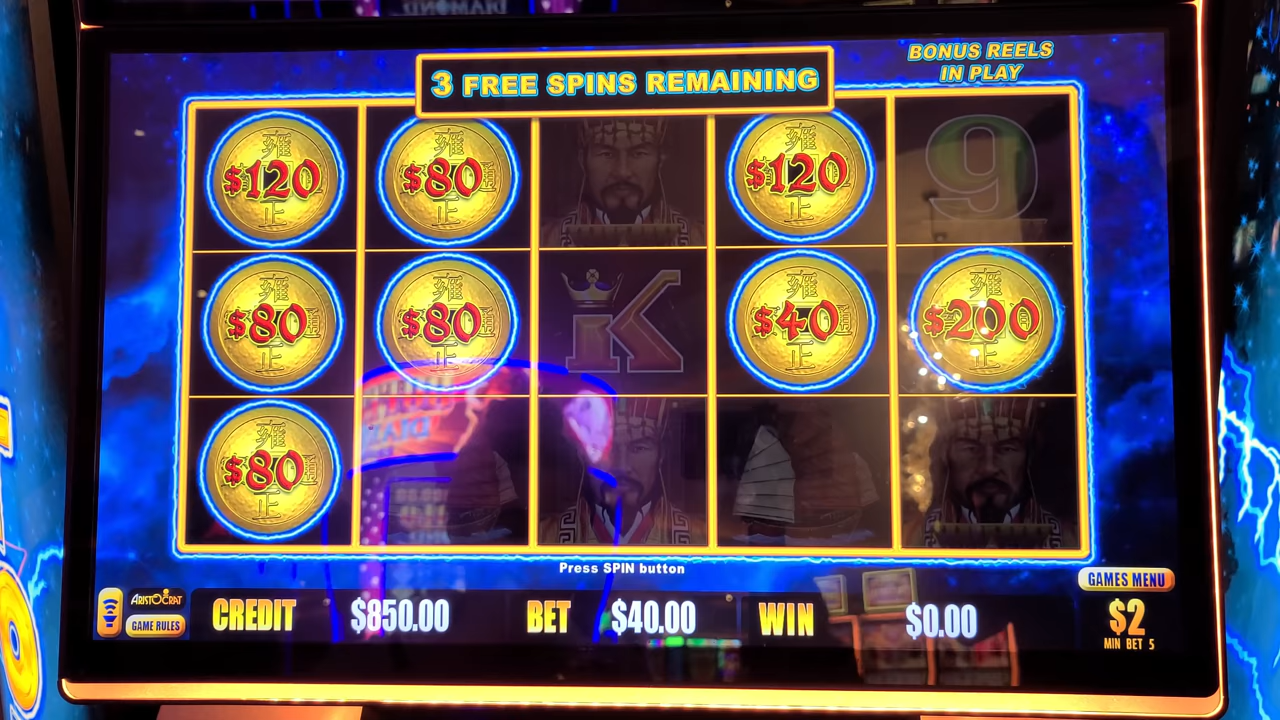 BONUS REELS
IN PLAY
3 FREE SPINS REMAINING
$120
$80
$120
9
$80
$80
K
$40
$200
$80
Press SPIN button
GAMES MENU
ARISTOCRAT
GAME RULES
CREDIT $850.00 BET $40.00 WIN $0.00
$2
MIN BET 5